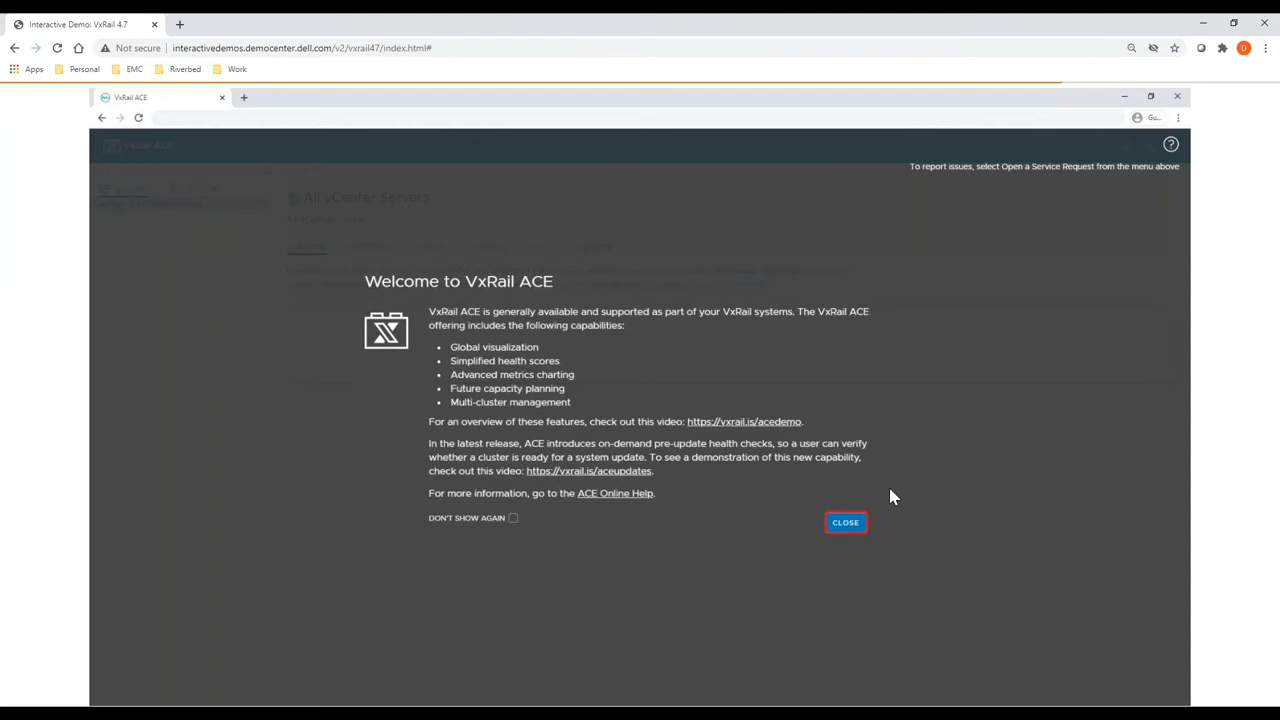 Interactive Demo: VxRail 4.7
Not secure
interactivedemos.democenter.dell.com/v2/vxrail47/index.html#
D
Apps
Personal
EMC
Riverbed
Work
VxRail ACE
Gu...
VxRail ACE
?
To report issues, select Open a Service Request from the menu above
All vCenter Servers
Welcome to VxRail ACE
VxRail ACE is generally available and supported as part of your VxRail systems. The VxRail ACE
offering includes the following capabilities:
• Global visualization
• Simplified health scores
• Advanced metrics charting
• Future capacity planning
• Multi-cluster management
For an overview of these features, check out this video: https://vxrail.is/acedemo.
In the latest release, ACE introduces on-demand pre-update health checks, so a user can verify
whether a cluster is ready for a system update. To see a demonstration of this new capability,
check out this video: https://vxrail.is/aceupdates.
For more information, go to the ACE Online Help.
DON'T SHOW AGAIN
CLOSE